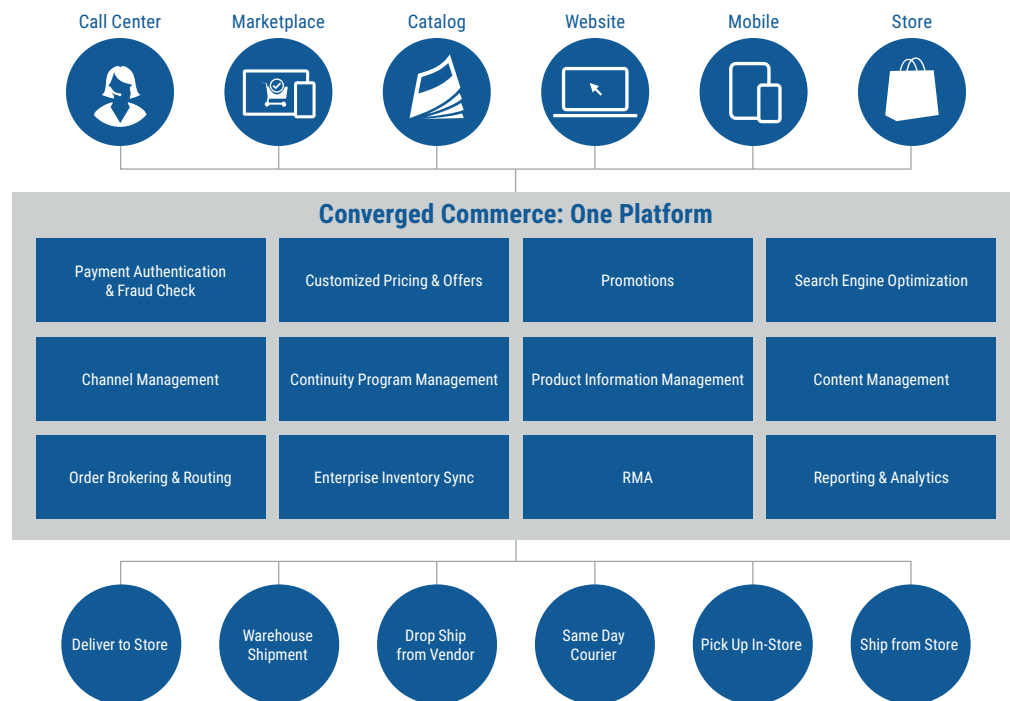 Call Center
Marketplace
Catalog
Website
Mobile
Store
Converged Commerce: One Platform
Payment Authentication
& Fraud Check
Customized Pricing & Offers
Promotions
Search Engine Optimization
Channel Management
Continuity Program Management
Product Information Management
Content Management
Order Brokering & Routing
Enterprise Inventory Sync
RMA
Reporting & Analytics
Deliver to Store
Warehouse
Shipment
Drop Ship
from Vendor
Same Day
Courier
Pick Up In-Store
Ship from Store